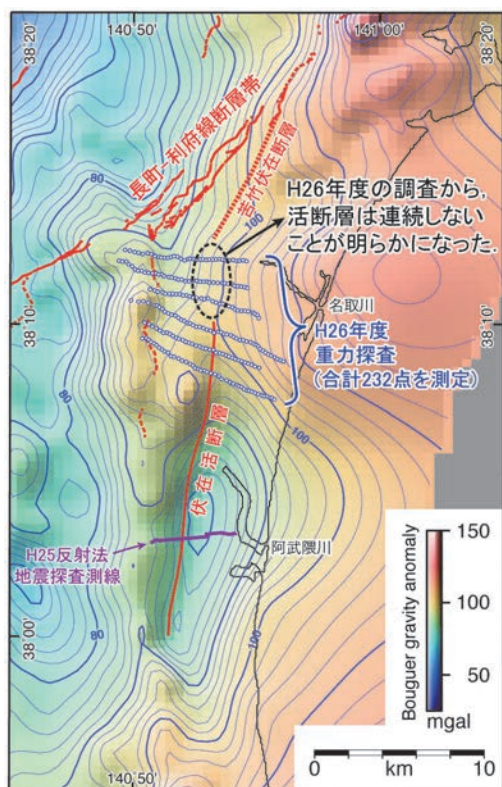 140˚50'
141˚00'
38˚20'
38˚20'
長町-利府線断層帯
苦竹伏在断層
80
100
H26年度の調査から,
活断層は連続しない
ことが明らかになった.
名取川
38˚10'
38˚10'
H26年度
重力探査
(合計232点を測定)
80
100
伏在活断層
H25反射法
地震探査測線
阿武隈川
38˚00'
80
100
Bouguer gravity anomaly
150
100
50
mgal
0
10
km
140˚50'